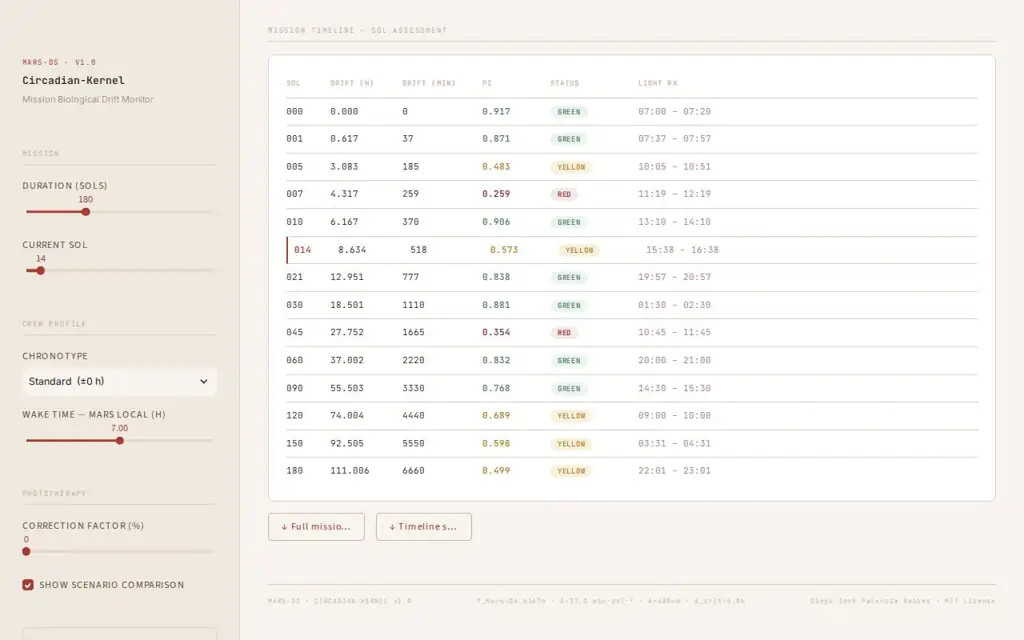 MARS-OS · V1.0
Circadian-Kernel
Mission Biological Drift Monitor
MISSION
DURATION (SOLS)
180
CURRENT SOL
14
CREW PROFILE
CHRONOTYPE
Standard (±0 h)
WAKE TIME — MARS LOCAL (H)
7.00
PHOTOTHERAPY
CORRECTION FACTOR (%)
0
SHOW SCENARIO COMPARISON
MISSION TIMELINE — SOL ASSESSMENT
SOL DRIFT (H) DRIFT (MIN) PI STATUS LIGHT RX
000 0.000 0 0.917 GREEN 07:00 – 07:20
001 0.617 37 0.871 GREEN 07:37 – 07:57
005 3.083 185 0.483 YELLOW 10:05 – 10:51
007 4.317 259 0.259 RED 11:19 – 12:19
010 6.167 370 0.906 GREEN 13:10 – 14:10
014 8.634 518 0.573 YELLOW 15:38 – 16:38
021 12.951 777 0.838 GREEN 19:57 – 20:57
030 18.501 1110 0.881 GREEN 01:30 – 02:30
045 27.752 1665 0.354 RED 10:45 – 11:45
060 37.002 2220 0.832 GREEN 20:00 – 21:00
090 55.503 3330 0.768 GREEN 14:30 – 15:30
120 74.004 4440 0.689 YELLOW 09:00 – 10:00
150 92.505 5550 0.598 YELLOW 03:31 – 04:31
180 111.006 6660 0.499 YELLOW 22:01 – 23:01
↓ Full missio...
↓ Timeline s...
MARS-OS · CIRCADIAN-KERNEL v1.0
MIT License